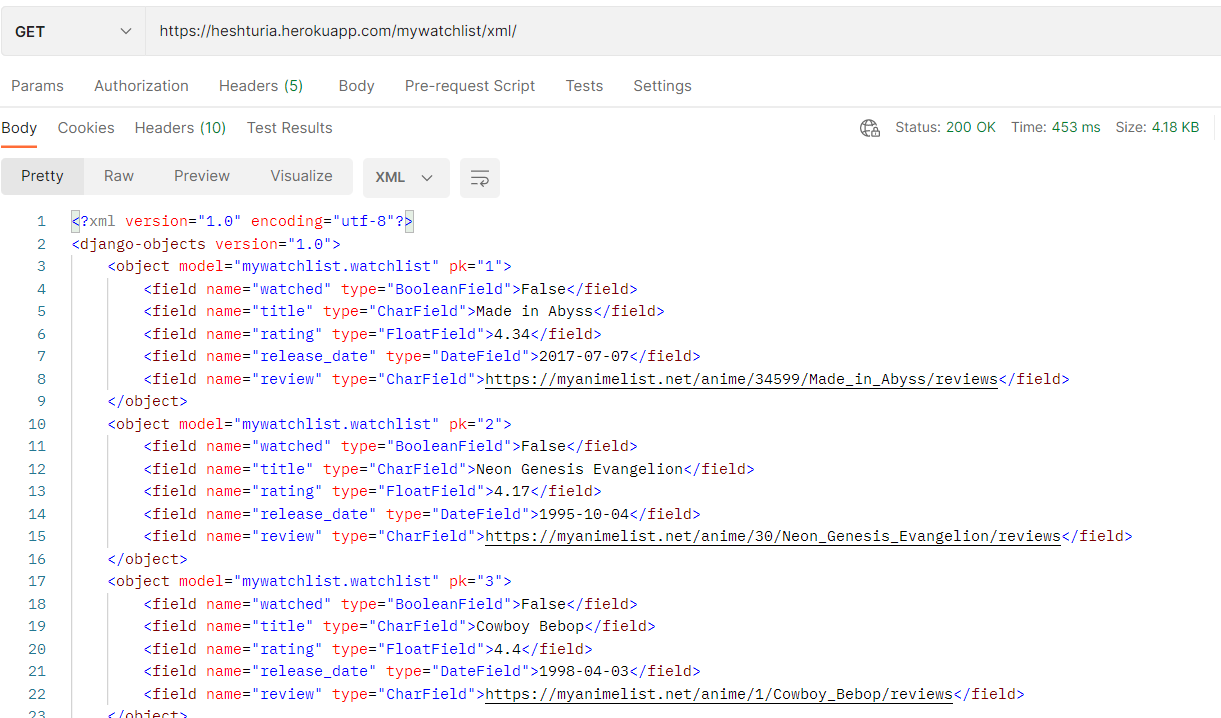 GET https://heshturia.herokuapp.com/mywatchlist/xml/
Params Authorization Headers (5) Body Pre-request Script Tests Settings
Body Cookies Headers (10) Test Results Status: 200 OK Time: 453 ms Size: 4.18 KB
Pretty Raw Preview Visualize XML
1 <?xml version="1.0" encoding="utf-8"?>
2 <django-objects version="1.0">
3 <object model="mywatchlist.watchlist" pk="1">
4 <field name="watched" type="BooleanField">False</field>
5 <field name="title" type="CharField">Made in Abyss</field>
6 <field name="rating" type="FloatField">4.34</field>
7 <field name="release_date" type="DateField">2017-07-07</field>
8 <field name="review" type="CharField">https://myanimelist.net/anime/34599/Made_in_Abyss/reviews</field>
9 </object>
10 <object model="mywatchlist.watchlist" pk="2">
11 <field name="watched" type="BooleanField">False</field>
12 <field name="title" type="CharField">Neon Genesis Evangelion</field>
13 <field name="rating" type="FloatField">4.17</field>
14 <field name="release_date" type="DateField">1995-10-04</field>
15 <field name="review" type="CharField">https://myanimelist.net/anime/30/Neon_Genesis_Evangelion/reviews</field>
16 </object>
17 <object model="mywatchlist.watchlist" pk="3">
18 <field name="watched" type="BooleanField">False</field>
19 <field name="title" type="CharField">Cowboy Bebop</field>
20 <field name="rating" type="FloatField">4.4</field>
21 <field name="release_date" type="DateField">1998-04-03</field>
22 <field name="review" type="CharField">https://myanimelist.net/anime/1/Cowboy_Bebop/reviews</field>
23 </object>